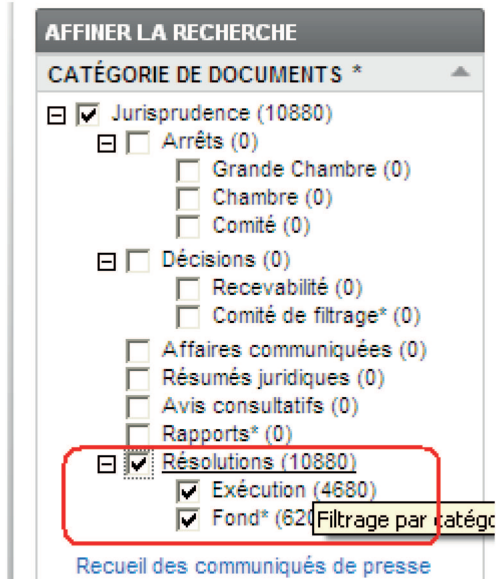 AFFINER LA RECHERCHE
CATÉGORIE DE DOCUMENTS *
Jurisprudence (10880)
Arrêts (0)
Grande Chambre (0)
Chambre (0)
Comité (0)
Décisions (0)
Recevabilité (0)
Comité de filtrage* (0)
Affaires communiquées (0)
Résumés juridiques (0)
Avis consultatifs (0)
Rapports* (0)
Résolutions (10880)
Exécution (4680)
Fond* (620 Filtrage par catégo
Recueil des communiqués de presse